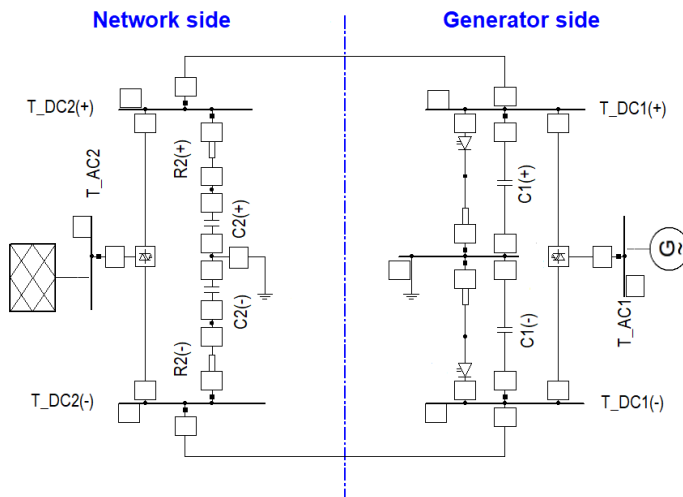 Network side
Generator side
T_DC2(+)
T_DC1(+)
R2(+)
T_AC2
C1(+)
C2(+)
G
~
C2(-)
C1(-)
T_AC1
R2(-)
T_DC2(-)
T_DC1(-)